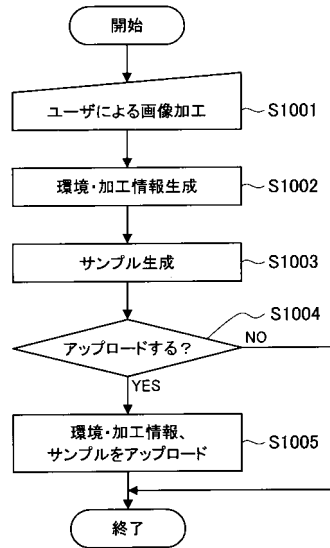 開始
ユーザによる画像加工
S1001
環境・加工情報生成
S1002
サンプル生成
S1003
S1004
アップロードする?
NO
YES
環境・加工情報、
サンプルをアップロード
S1005
終了